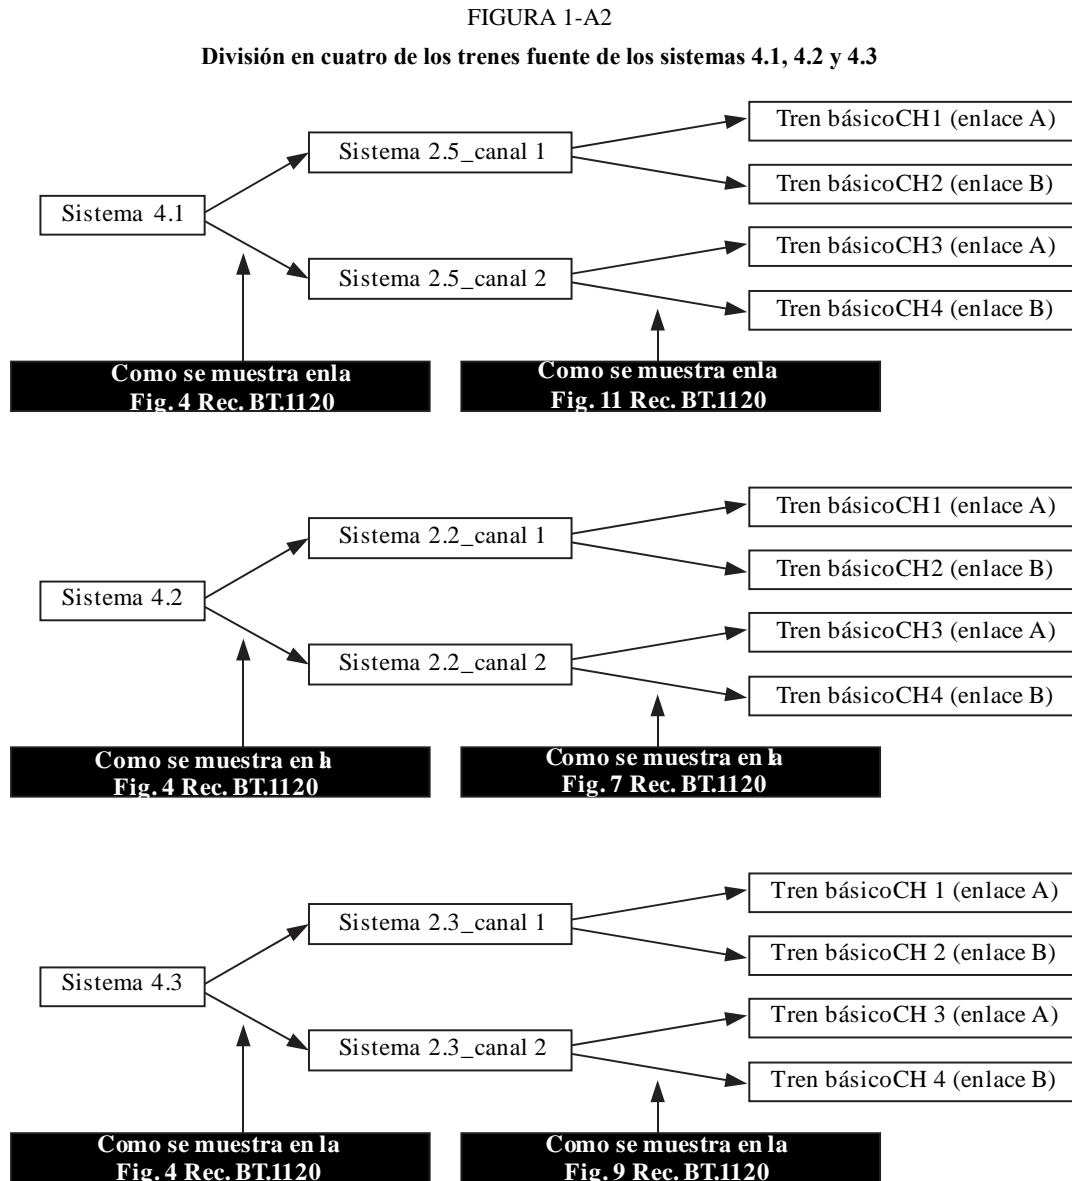 FIGURA 1-A2
División en cuatro de los trenes fuente de los sistemas 4.1, 4.2 y 4.3
Tren básicoCH1 (enlace A)
Sistema 2.5_canal 1
Tren básicoCH2 (enlace B)
Sistema 4.1
Tren básicoCH3 (enlace A)
Sistema 2.5_canal 2
Tren básicoCH4 (enlace B)
Como se muestra enla
Fig. 4 Rec. BT.1120
Como se muestra enla
Fig. 11 Rec. BT.1120
Tren básicoCH1 (enlace A)
Sistema 2.2_canal 1
Tren básicoCH2 (enlace B)
Sistema 4.2
Tren básicoCH3 (enlace A)
Sistema 2.2_canal 2
Tren básicoCH4 (enlace B)
Como se muestra en la
Fig. 4 Rec. BT.1120
Como se muestra en la
Fig. 7 Rec. BT.1120
Tren básicoCH 1 (enlace A)
Sistema 2.3_canal 1
Tren básicoCH 2 (enlace B)
Sistema 4.3
Tren básicoCH 3 (enlace A)
Sistema 2.3_canal 2
Tren básicoCH 4 (enlace B)
Como se muestra en la
Fig. 4 Rec. BT.1120
Como se muestra en la
Fig. 9 Rec. BT.1120